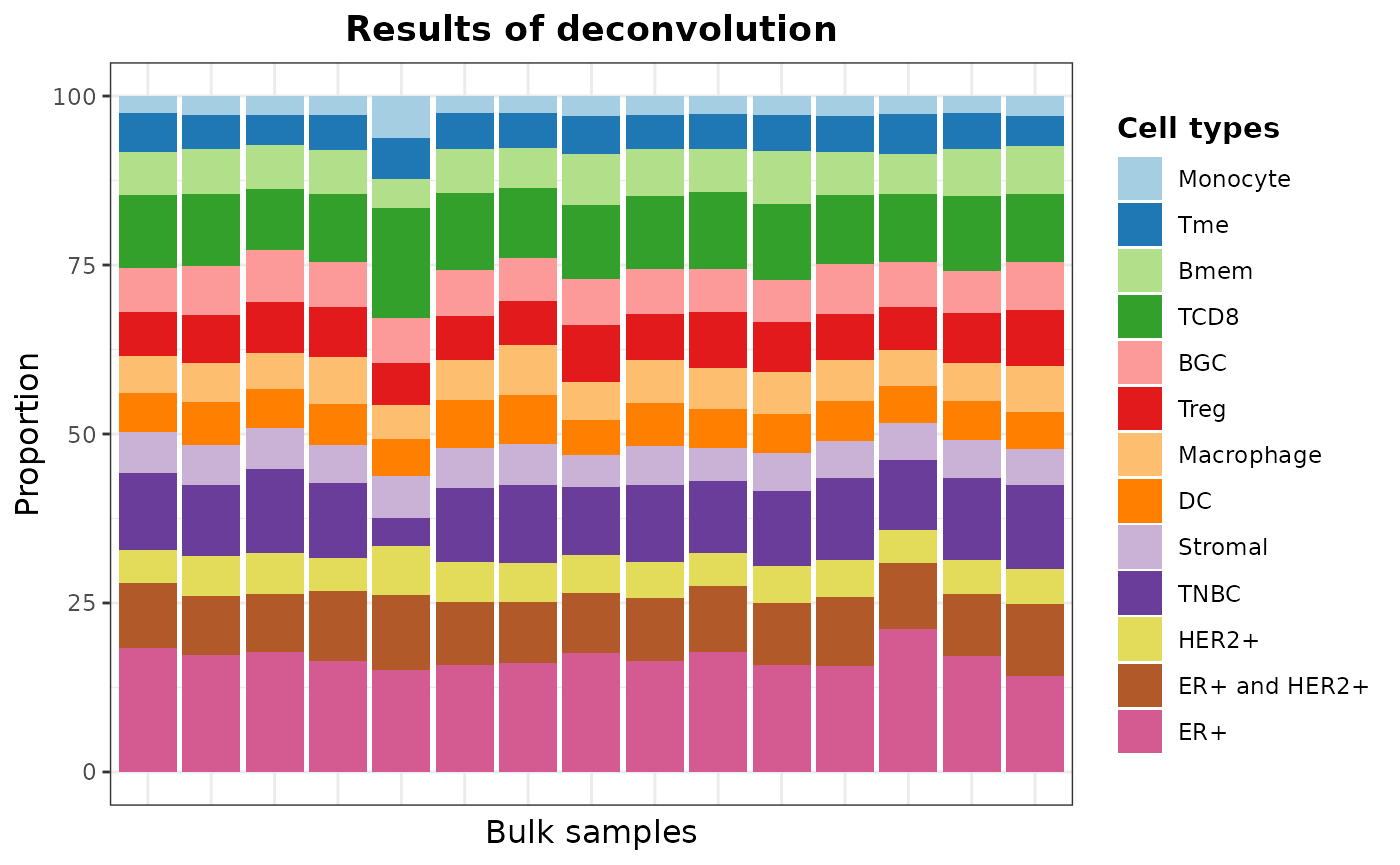 Results of deconvolution
100
75
50
25
0
Proportion
Bulk samples
Cell types
Monocyte
Tme
Bmem
TCD8
BGC
Treg
Macrophage
DC
Stromal
TNBC
HER2+
ER+ and HER2+
ER+